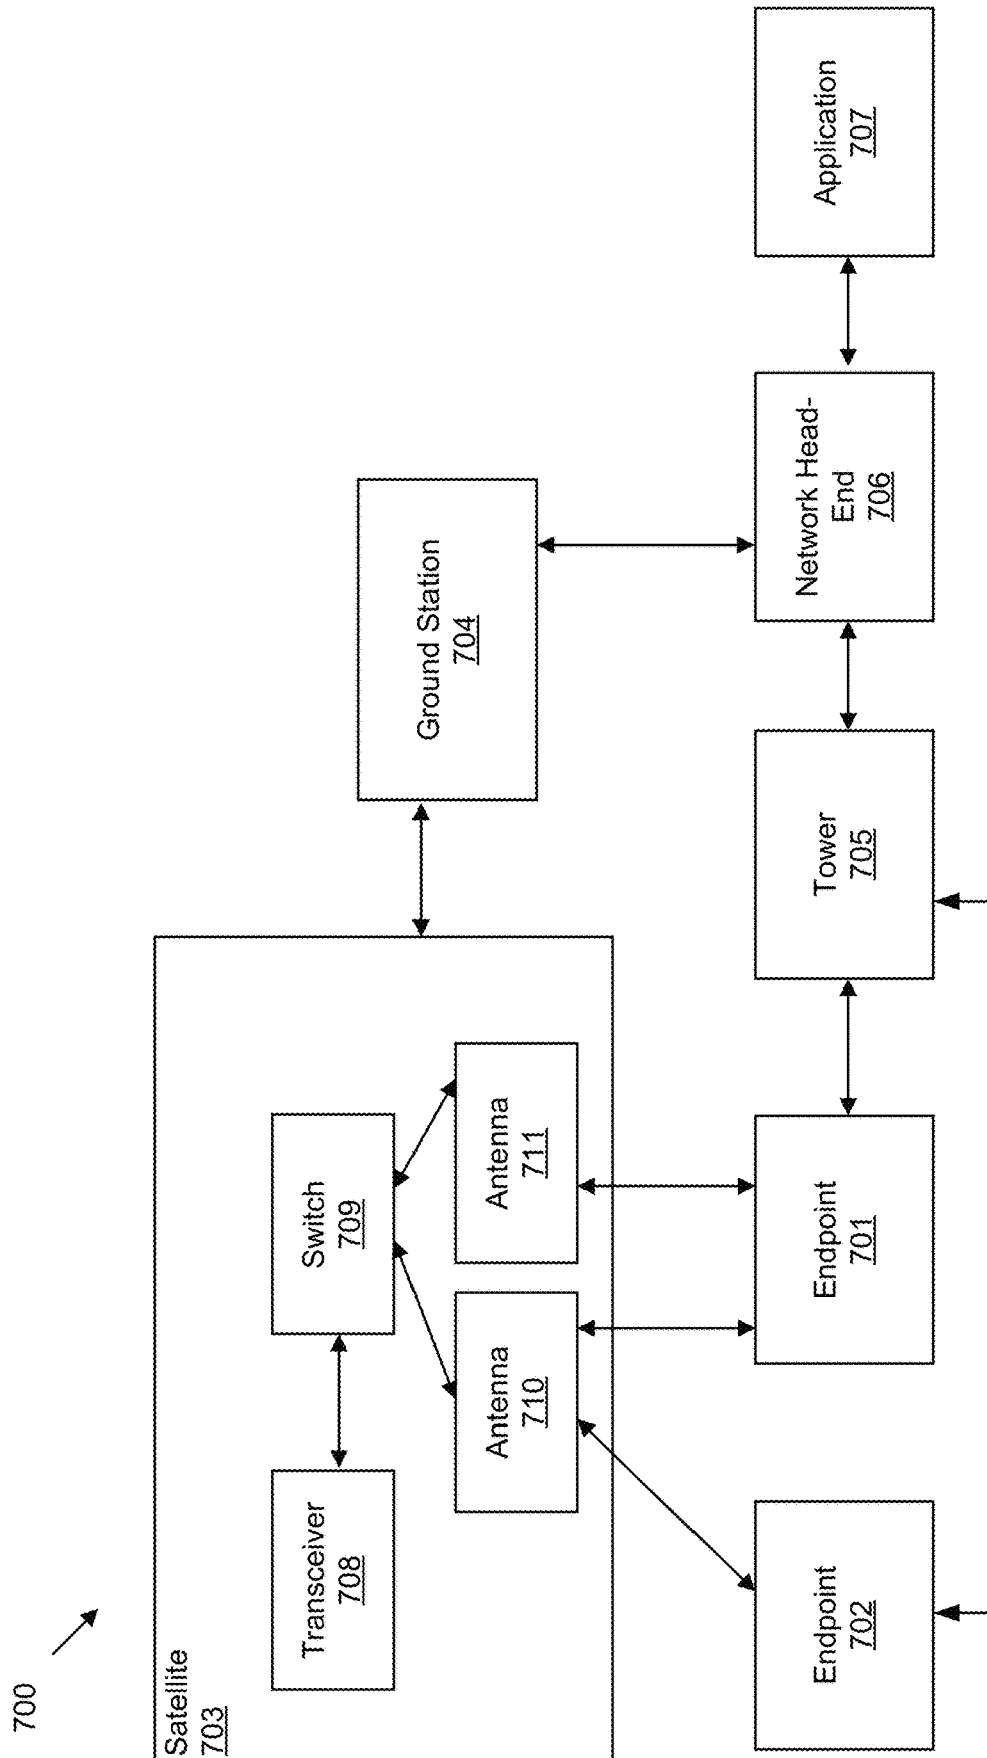 700
Satellite
703
Transceiver
708
Switch
709
Antenna
710
Antenna
711
Ground Station
704
Endpoint
702
Endpoint
701
Tower
705
Network Head-
End
706
Application
707